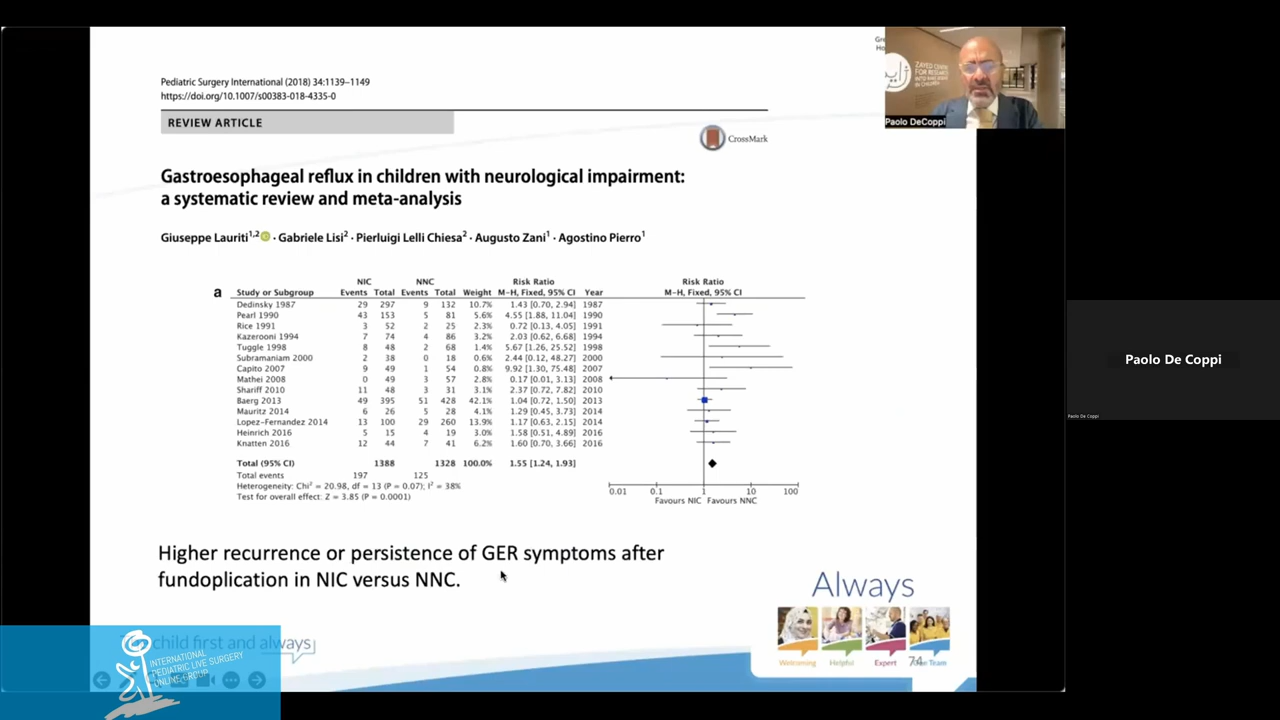 Pediatric Surgery International (2018) 34:1139–1149
https://doi.org/10.1007/s00383-018-4335-0
REVIEW ARTICLE
CrossMark
Gastroesophageal reflux in children with neurological impairment:
a systematic review and meta-analysis
Giuseppe Lauriti1,2 · Gabriele Lisi2 · Pierluigi Lelli Chiesa2 · Augusto Zani1 · Agostino Pierro1
a
NIC NNC Risk Ratio Risk Ratio
Study or Subgroup Events Total Events Total Weight M-H, Fixed, 95% CI Year M-H, Fixed, 95% CI
Dedinsky 1987 29 297 9 132 10.7% 1.43 [0.70, 2.94] 1987
Pearl 1990 43 153 5 81 5.6% 4.55 [1.88, 11.04] 1990
Rice 1991 3 52 2 25 2.3% 0.72 [0.13, 4.05] 1991
Kazerooni 1994 7 74 4 86 3.2% 2.03 [0.62, 6.68] 1994
Tuggle 1998 8 48 2 68 1.4% 5.67 [1.26, 25.52] 1998
Subramaniam 2000 2 38 0 18 0.6% 2.44 [0.12, 48.27] 2000
Capito 2007 9 49 1 54 0.8% 9.92 [1.30, 75.48] 2007
Mathei 2008 0 49 3 57 2.8% 0.17 [0.01, 3.13] 2008
Shariff 2010 11 48 3 31 3.1% 2.37 [0.72, 7.82] 2010
Baerg 2013 49 395 51 428 42.1% 1.04 [0.72, 1.50] 2013
Mauritz 2014 6 26 5 28 4.1% 1.29 [0.45, 3.73] 2014
Lopez-Fernandez 2014 13 100 29 260 13.9% 1.17 [0.63, 2.15] 2014
Heinrich 2016 5 15 4 19 3.0% 1.58 [0.51, 4.89] 2016
Knatten 2016 12 44 7 41 6.2% 1.60 [0.70, 3.66] 2016
Total (95% CI) 1388 1328 100.0% 1.55 [1.24, 1.93]
Total events 197 125
Heterogeneity: Chi² = 20.98, df = 13 (P = 0.07); I² = 38%
Test for overall effect: Z = 3.85 (P = 0.0001)
0.01 0.1 1 10 100
Favours NIC Favours NNC
Higher recurrence or persistence of GER symptoms after
fundoplication in NIC versus NNC.
Always
Welcoming Helpful Expert One Team
74
child first and always
INTERNATIONAL
PEDIATRIC LIVE SURGERY
ONLINE GROUP
ZAYED CENTRE
FOR RESEARCH
INTO RARE DISEASE
IN CHILDREN
Paolo DeCoppi
Paolo De Coppi
Paolo De Coppi